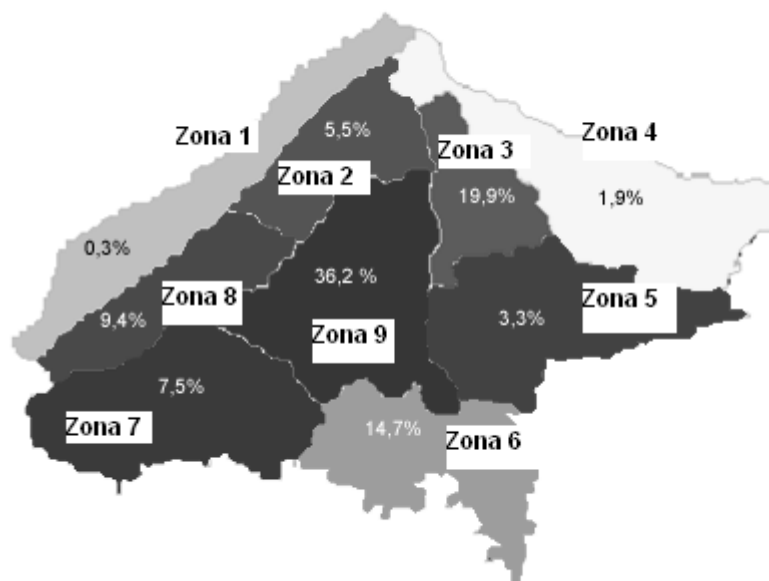 5,5%
Zona 1
Zona 4
Zona 3
Zona 2
19,9%
1,9%
0,3%
36,2 %
Zona 8
Zona 5
9,4%
3,3%
Zona 9
7,5%
Zona 7
14,7%
Zona 6